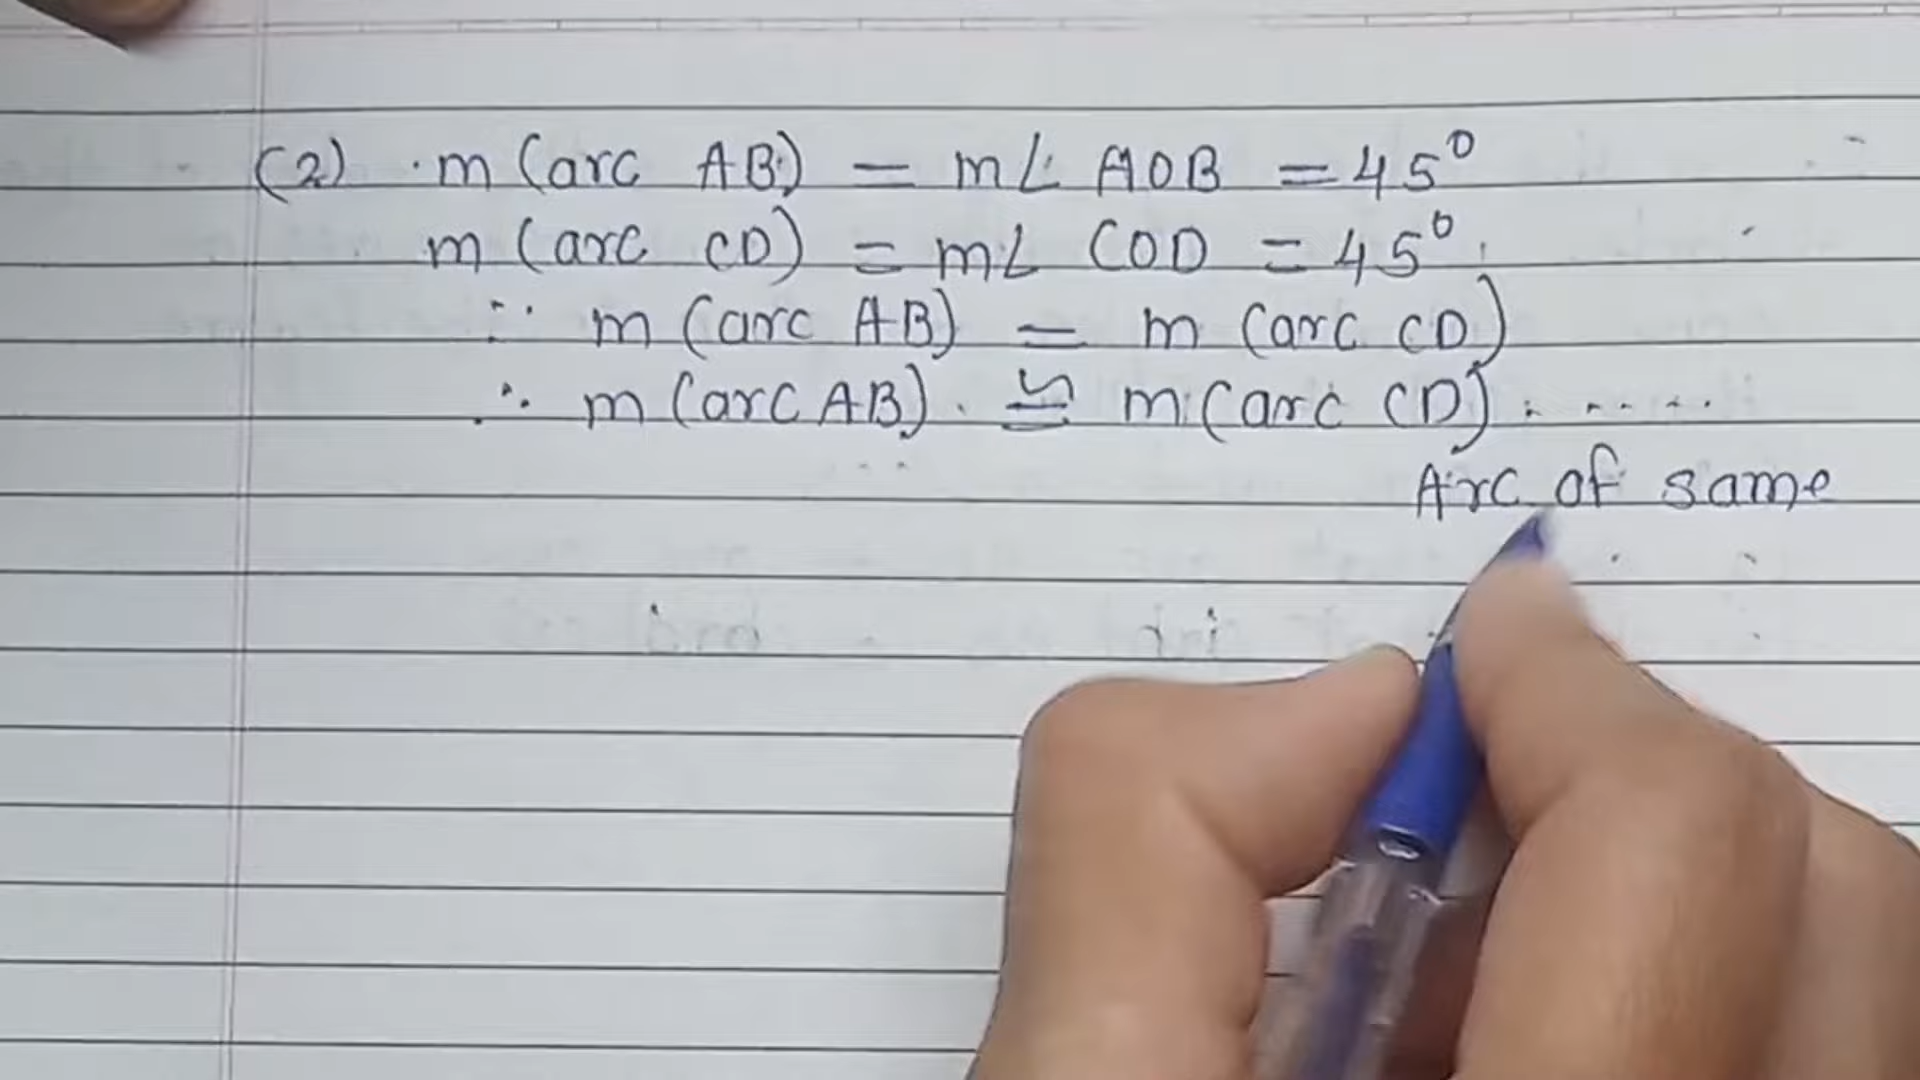 (2) m (arc AB) = m∠ AOB = 45°
m (arc CD) = m∠ COD = 45°
∵ m (arc AB) = m (arc CD)
∴ m (arc AB) ≅ m (arc CD) ......
Arc of same